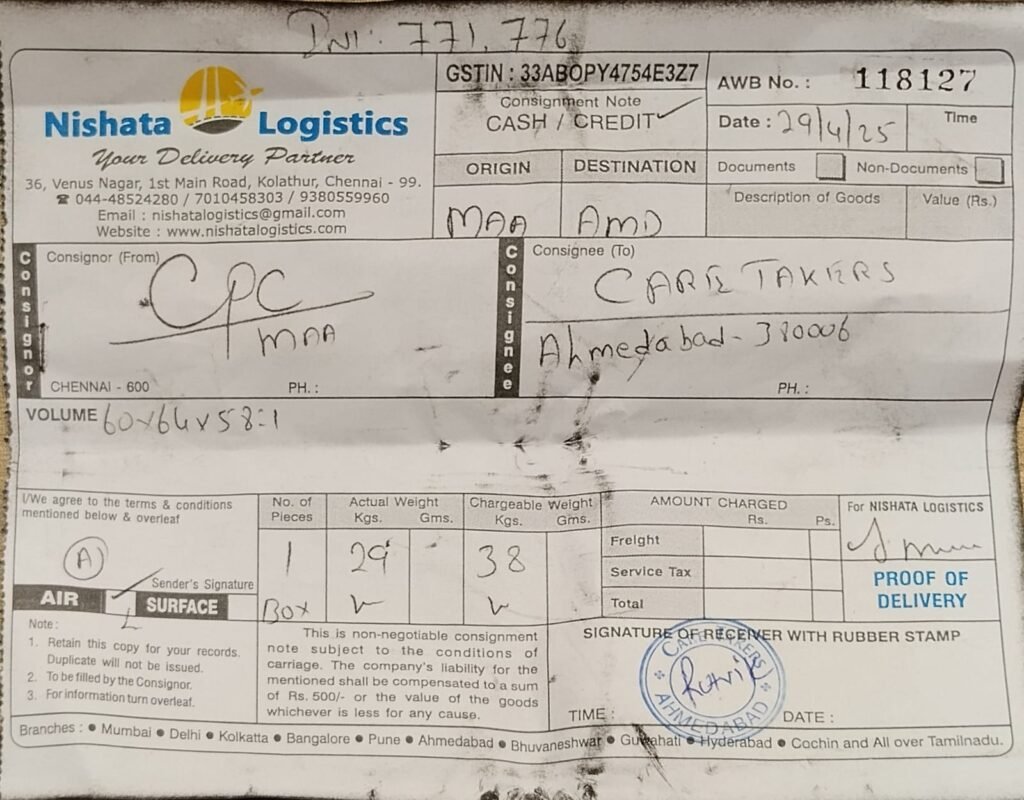 INV: 771, 776
Nishata Logistics
Your Delivery Partner
36, Venus Nagar, 1st Main Road, Kolathur, Chennai - 99.
☎ 044-48524280 / 7010458303 / 9380559960
Email : nishatalogistics@gmail.com
Website : www.nishatalogistics.com
GSTIN : 33ABOPY4754E3Z7
Consignment Note
CASH / CREDIT ✓
ORIGIN DESTINATION
MAA AMD
AWB No. : 118127
Date : 29/4/25 Time
Documents Non-Documents
Description of Goods Value (Rs.)
Consignor
Consignor (From)
CPC
MAA
CHENNAI - 600 PH. :
Consignee
Consignee (To)
CARE TAKERS
Ahmedabad - 380006
PH. :
VOLUME 60x64x58:1
I/We agree to the terms & conditions
mentioned below & overleaf
A
Sender's Signature
AIR ✓ SURFACE
No. of Pieces
1
BOX
Actual Weight
Kgs. Gms.
29
Chargeable Weight
Kgs. Gms.
38
AMOUNT CHARGED
Rs. Ps.
Freight
Service Tax
Total
For NISHATA LOGISTICS
PROOF OF
DELIVERY
Note :
1. Retain this copy for your records.
Duplicate will not be issued.
2. To be filled by the Consignor.
3. For information turn overleaf.
This is non-negotiable consignment
note subject to the conditions of
carriage. The company's liability for the
mentioned shall be compensated to a sum
of Rs. 500/- or the value of the goods
whichever is less for any cause.
SIGNATURE OF RECEIVER WITH RUBBER STAMP
CARE TAKERS
Rutvik
AHMEDABAD
TIME : DATE :
Branches : ● Mumbai ● Delhi ● Kolkatta ● Bangalore ● Pune ● Ahmedabad ● Bhuvaneshwar ● Guwahati ● Hyderabad ● Cochin and All over Tamilnadu.